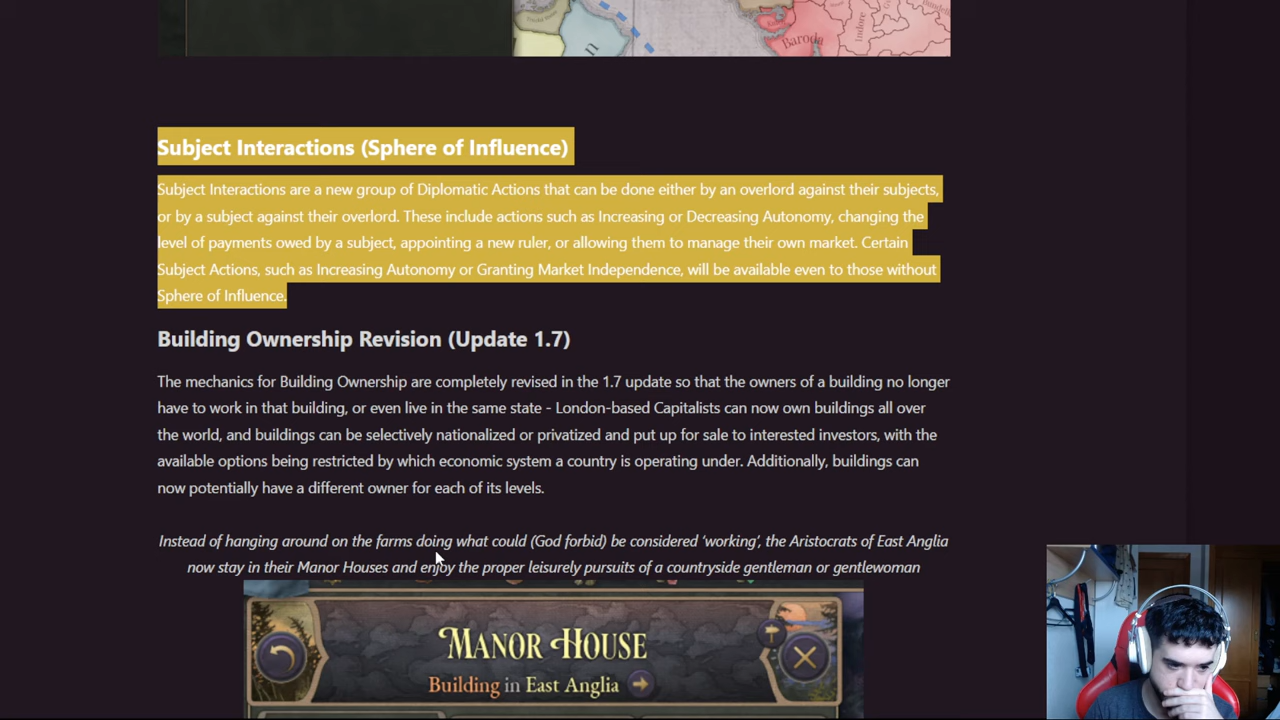 Baroda
Indore
Subject Interactions (Sphere of Influence)
Subject Interactions are a new group of Diplomatic Actions that can be done either by an overlord against their subjects,
or by a subject against their overlord. These include actions such as Increasing or Decreasing Autonomy, changing the
level of payments owed by a subject, appointing a new ruler, or allowing them to manage their own market. Certain
Subject Actions, such as Increasing Autonomy or Granting Market Independence, will be available even to those without
Sphere of Influence.
Building Ownership Revision (Update 1.7)
The mechanics for Building Ownership are completely revised in the 1.7 update so that the owners of a building no longer
have to work in that building, or even live in the same state - London-based Capitalists can now own buildings all over
the world, and buildings can be selectively nationalized or privatized and put up for sale to interested investors, with the
available options being restricted by which economic system a country is operating under. Additionally, buildings can
now potentially have a different owner for each of its levels.
Instead of hanging around on the farms doing what could (God forbid) be considered ‘working’, the Aristocrats of East Anglia
now stay in their Manor Houses and enjoy the proper leisurely pursuits of a countryside gentleman or gentlewoman
MANOR HOUSE
Building in East Anglia